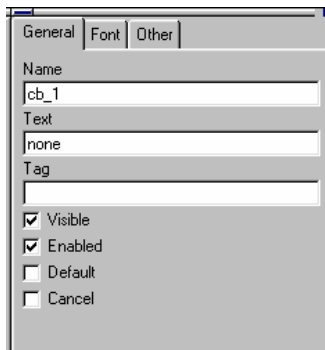 General Font Other
Name
cb_1
Text
none
Tag
Visible
Enabled
Default
Cancel